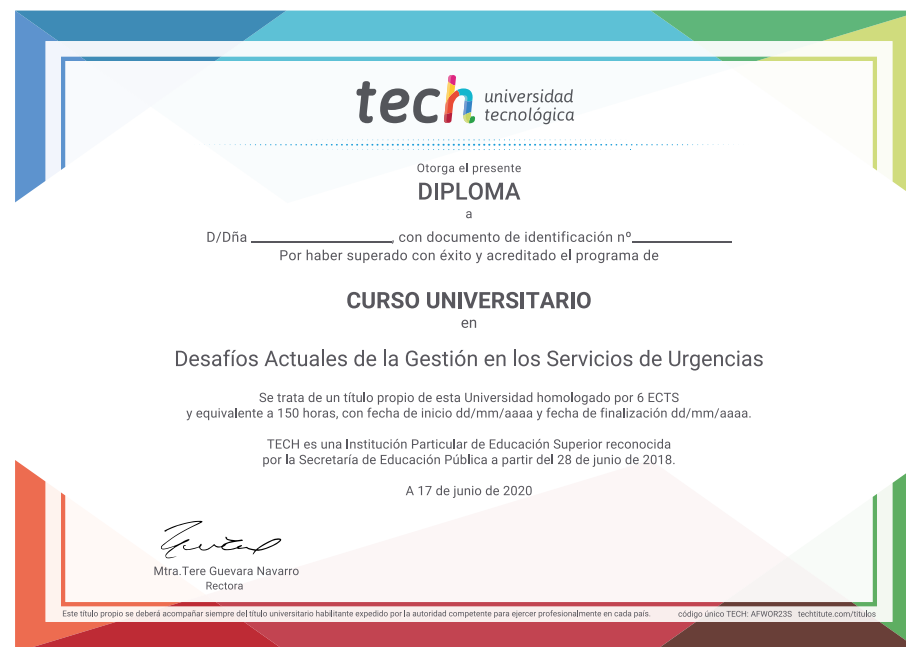 tech universidad
tecnológica
Otorga el presente
DIPLOMA
a
D/Dña ____________________, con documento de identificación nº______________
Por haber superado con éxito y acreditado el programa de
CURSO UNIVERSITARIO
en
Desafíos Actuales de la Gestión en los Servicios de Urgencias
Se trata de un título propio de esta Universidad homologado por 6 ECTS
y equivalente a 150 horas, con fecha de inicio dd/mm/aaaa y fecha de finalización dd/mm/aaaa.
TECH es una Institución Particular de Educación Superior reconocida
por la Secretaría de Educación Pública a partir del 28 de junio de 2018.
A 17 de junio de 2020
Mtra.Tere Guevara Navarro
Rectora
Este título propio se deberá acompañar siempre del título universitario habilitante expedido por la autoridad competente para ejercer profesionalmente en cada país. código único TECH: AFWOR23S techtitute.com/titulos